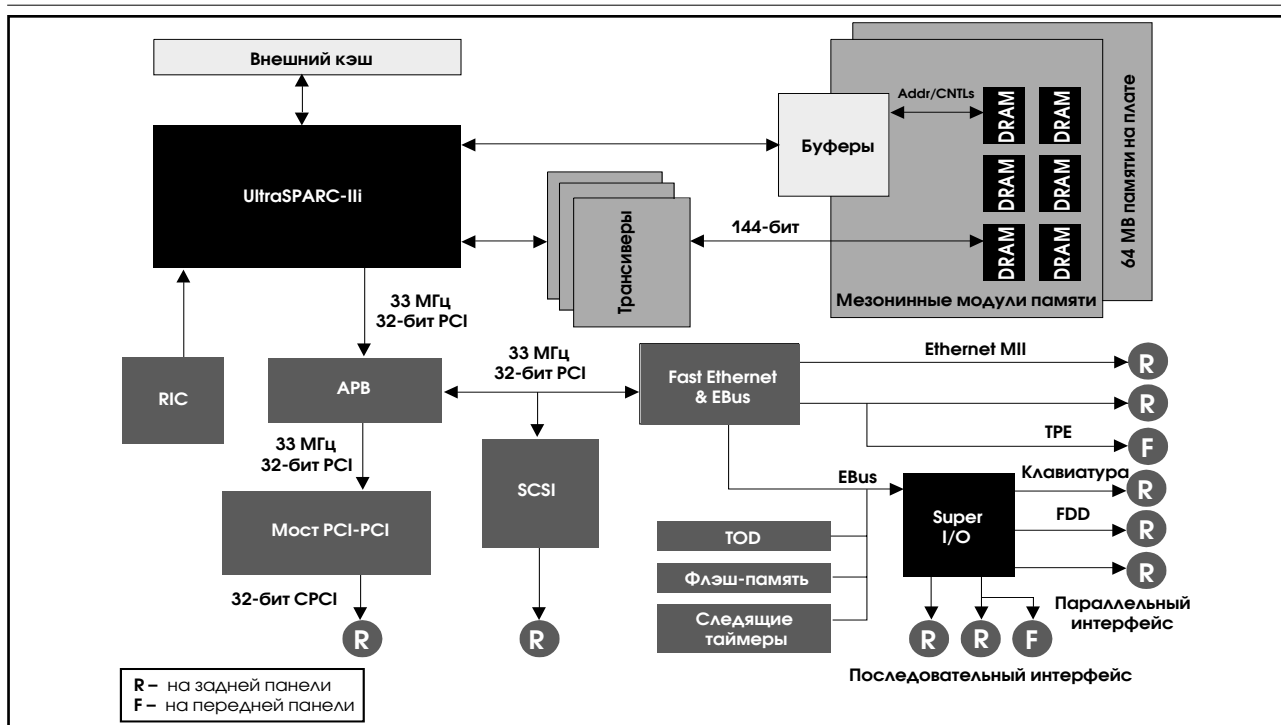 Внешний кэш
UltraSPARC-IIi
Буферы
Addr/CNTLs
DRAM
DRAM
DRAM
DRAM
DRAM
DRAM
64 MB памяти на плате
Мезонинные модули памяти
Трансиверы
144-бит
33 МГц
32-бит PCI
RIC
APB
33 МГц
32-бит PCI
Fast Ethernet
& EBus
Ethernet MII
R
R
TPE
F
33 МГц
32-бит PCI
SCSI
Мост PCI-PCI
EBus
Super
I/O
Клавиатура
R
FDD
R
R
Параллельный
интерфейс
TOD
Флэш-память
Следящие
таймеры
32-бит CPCI
R
R
R
R
F
Последовательный интерфейс
R – на задней панели
F – на передней панели